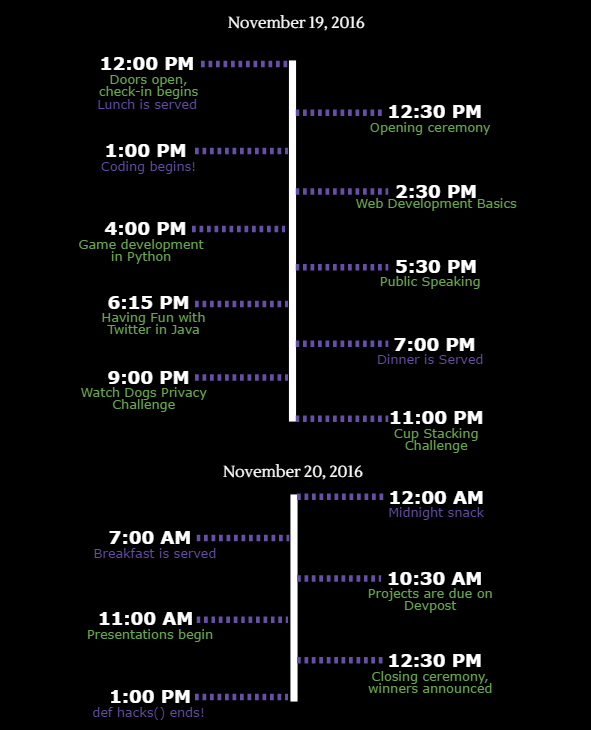 November 19, 2016
12:00 PM
Doors open,
check-in begins
Lunch is served
12:30 PM
Opening ceremony
1:00 PM
Coding begins!
2:30 PM
Web Development Basics
4:00 PM
Game development
in Python
5:30 PM
Public Speaking
6:15 PM
Having Fun with
Twitter in Java
7:00 PM
Dinner is Served
9:00 PM
Watch Dogs Privacy
Challenge
11:00 PM
Cup Stacking
Challenge
November 20, 2016
12:00 AM
Midnight snack
7:00 AM
Breakfast is served
10:30 AM
Projects are due on
Devpost
11:00 AM
Presentations begin
12:30 PM
Closing ceremony,
winners announced
1:00 PM
def hacks() ends!